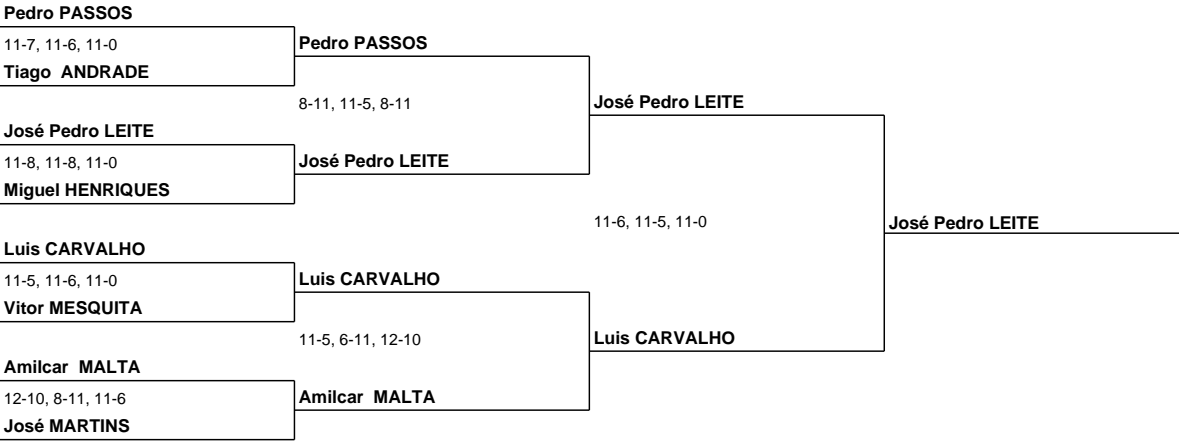 Pedro PASSOS
11-7, 11-6, 11-0
Pedro PASSOS
Tiago  ANDRADE
8-11, 11-5, 8-11
José Pedro LEITE
José Pedro LEITE
11-8, 11-8, 11-0
José Pedro LEITE
Miguel HENRIQUES
11-6, 11-5, 11-0
José Pedro LEITE
Luis CARVALHO
11-5, 11-6, 11-0
Luis CARVALHO
Vitor MESQUITA
11-5, 6-11, 12-10
Luis CARVALHO
Amilcar  MALTA
12-10, 8-11, 11-6
Amilcar  MALTA
José MARTINS